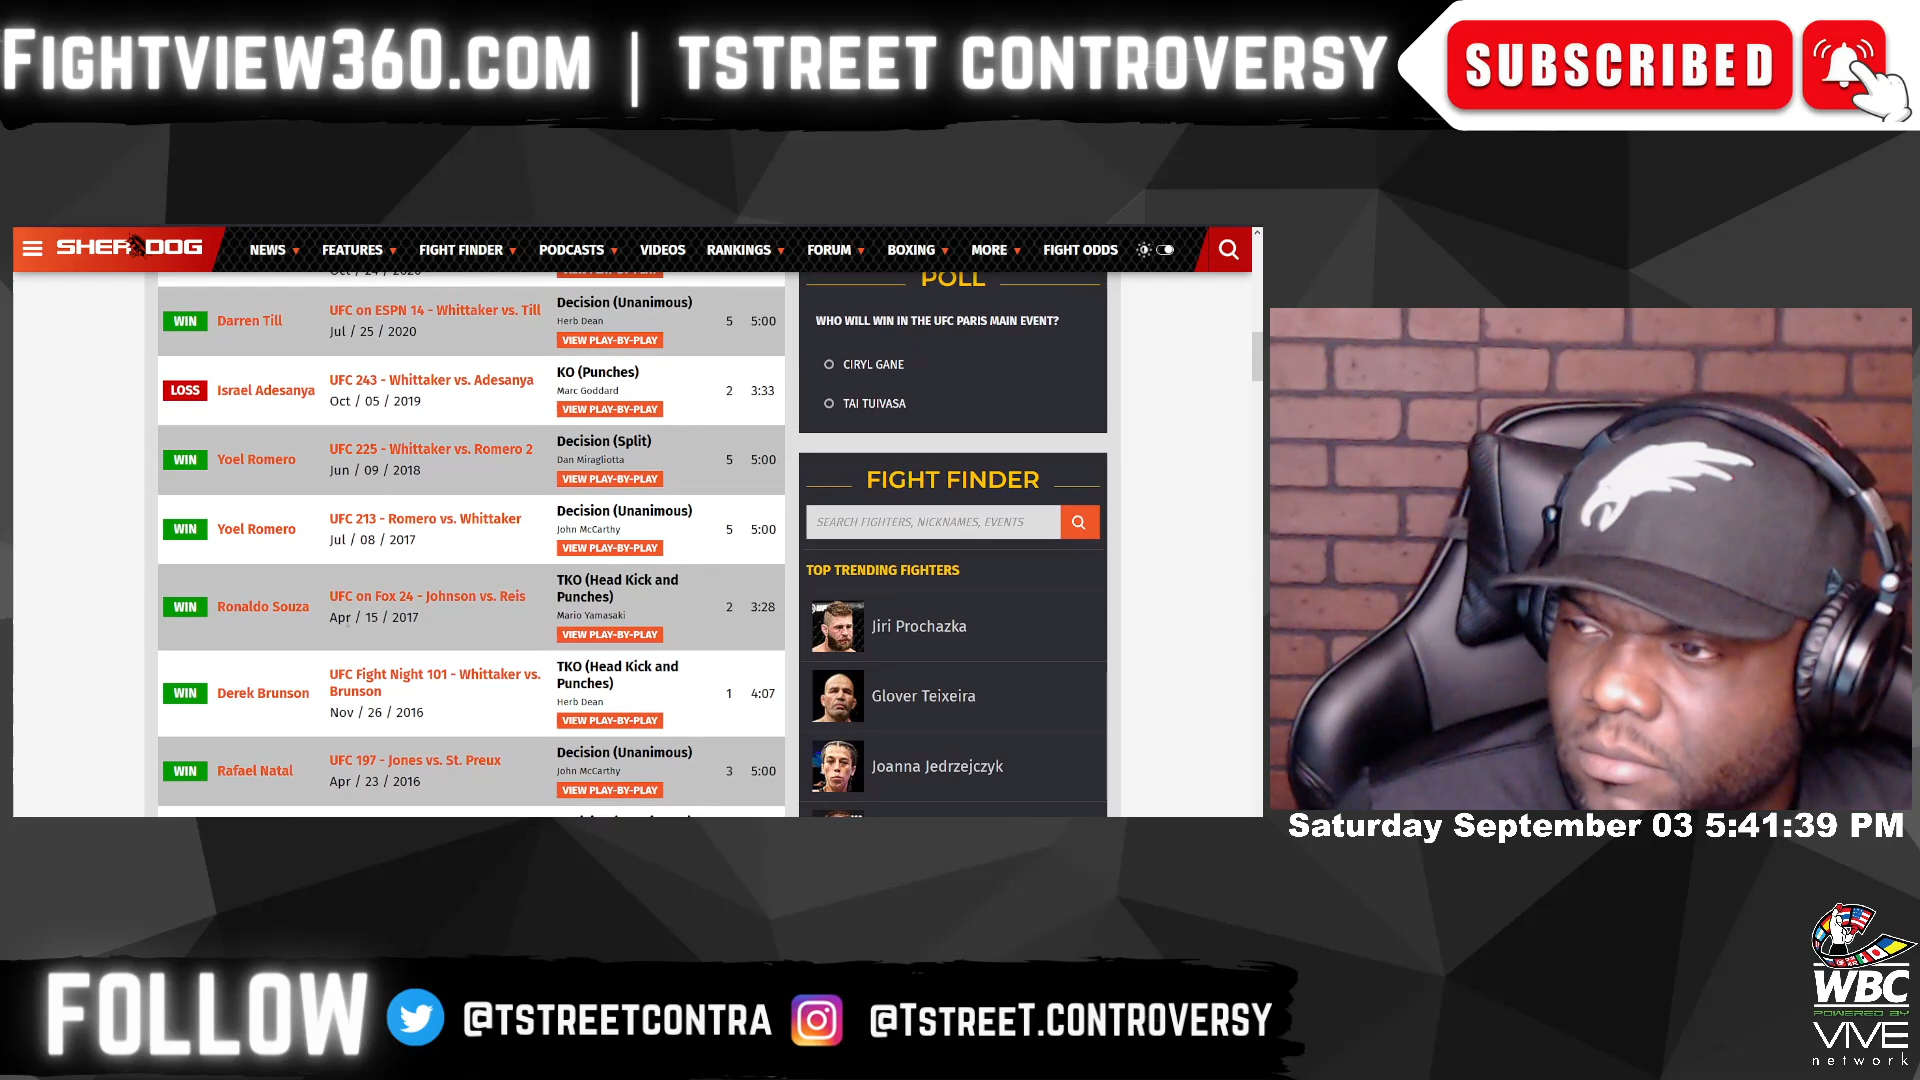 FIGHTVIEW360.COM | TSTREET CONTROVERSY
SUBSCRIBED
SHERDOG
NEWS FEATURES FIGHT FINDER PODCASTS VIDEOS RANKINGS FORUM BOXING MORE FIGHT ODDS
WIN Darren Till UFC on ESPN 14 - Whittaker vs. Till Jul / 25 / 2020 Decision (Unanimous) Herb Dean VIEW PLAY-BY-PLAY 5 5:00
LOSS Israel Adesanya UFC 243 - Whittaker vs. Adesanya Oct / 05 / 2019 KO (Punches) Marc Goddard VIEW PLAY-BY-PLAY 2 3:33
WIN Yoel Romero UFC 225 - Whittaker vs. Romero 2 Jun / 09 / 2018 Decision (Split) Dan Miragliotta VIEW PLAY-BY-PLAY 5 5:00
WIN Yoel Romero UFC 213 - Romero vs. Whittaker Jul / 08 / 2017 Decision (Unanimous) John McCarthy VIEW PLAY-BY-PLAY 5 5:00
WIN Ronaldo Souza UFC on Fox 24 - Johnson vs. Reis Apr / 15 / 2017 TKO (Head Kick and Punches) Mario Yamasaki VIEW PLAY-BY-PLAY 2 3:28
WIN Derek Brunson UFC Fight Night 101 - Whittaker vs. Brunson Nov / 26 / 2016 TKO (Head Kick and Punches) Herb Dean VIEW PLAY-BY-PLAY 1 4:07
WIN Rafael Natal UFC 197 - Jones vs. St. Preux Apr / 23 / 2016 Decision (Unanimous) John McCarthy VIEW PLAY-BY-PLAY 3 5:00
POLL
WHO WILL WIN IN THE UFC PARIS MAIN EVENT?
CIRYL GANE
TAI TUIVASA
FIGHT FINDER
SEARCH FIGHTERS, NICKNAMES, EVENTS
TOP TRENDING FIGHTERS
Jiri Prochazka
Glover Teixeira
Joanna Jedrzejczyk
Saturday September 03 5:41:39 PM
FOLLOW @TSTREETCONTRA @TSTREET.CONTROVERSY
WBC
POWERED BY
VIVE
network